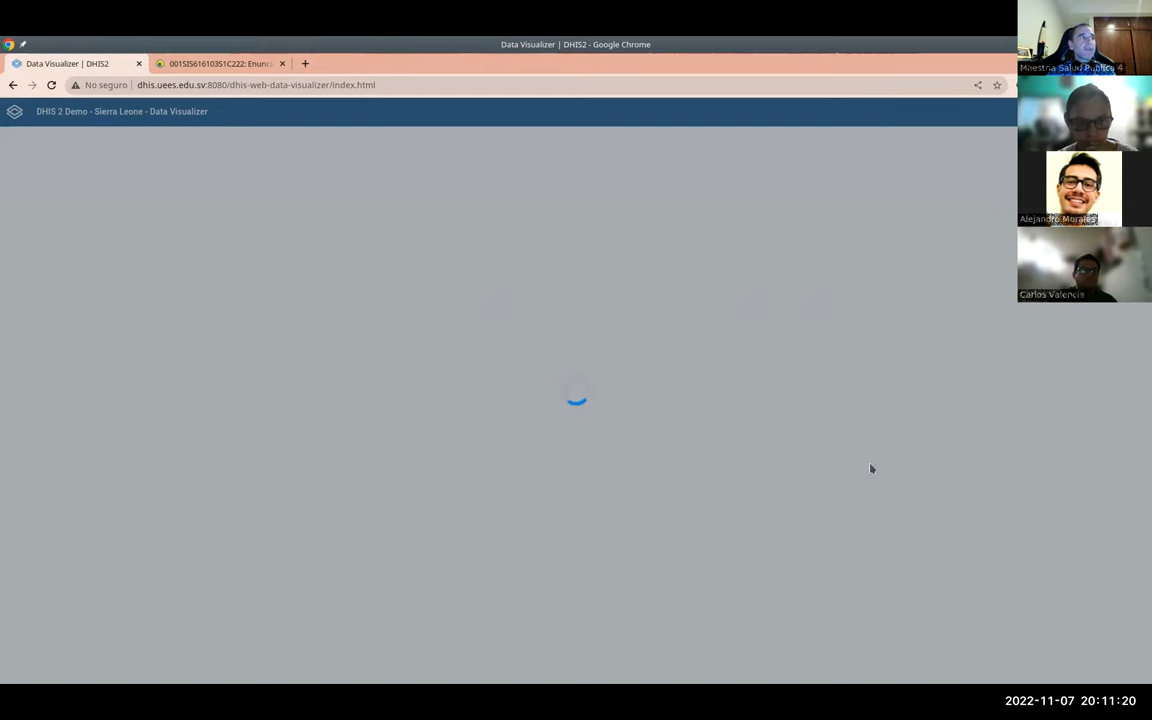 Data Visualizer | DHIS2 - Google Chrome
Data Visualizer | DHIS2
001SIS616103S1C222: Enunc
No seguro
dhis.uees.edu.sv:8080/dhis-web-data-visualizer/index.html
DHIS 2 Demo - Sierra Leone - Data Visualizer
Maestria Salud Publica 4
Alejandro Morales
Carlos Valencia
2022-11-07 20:11:20